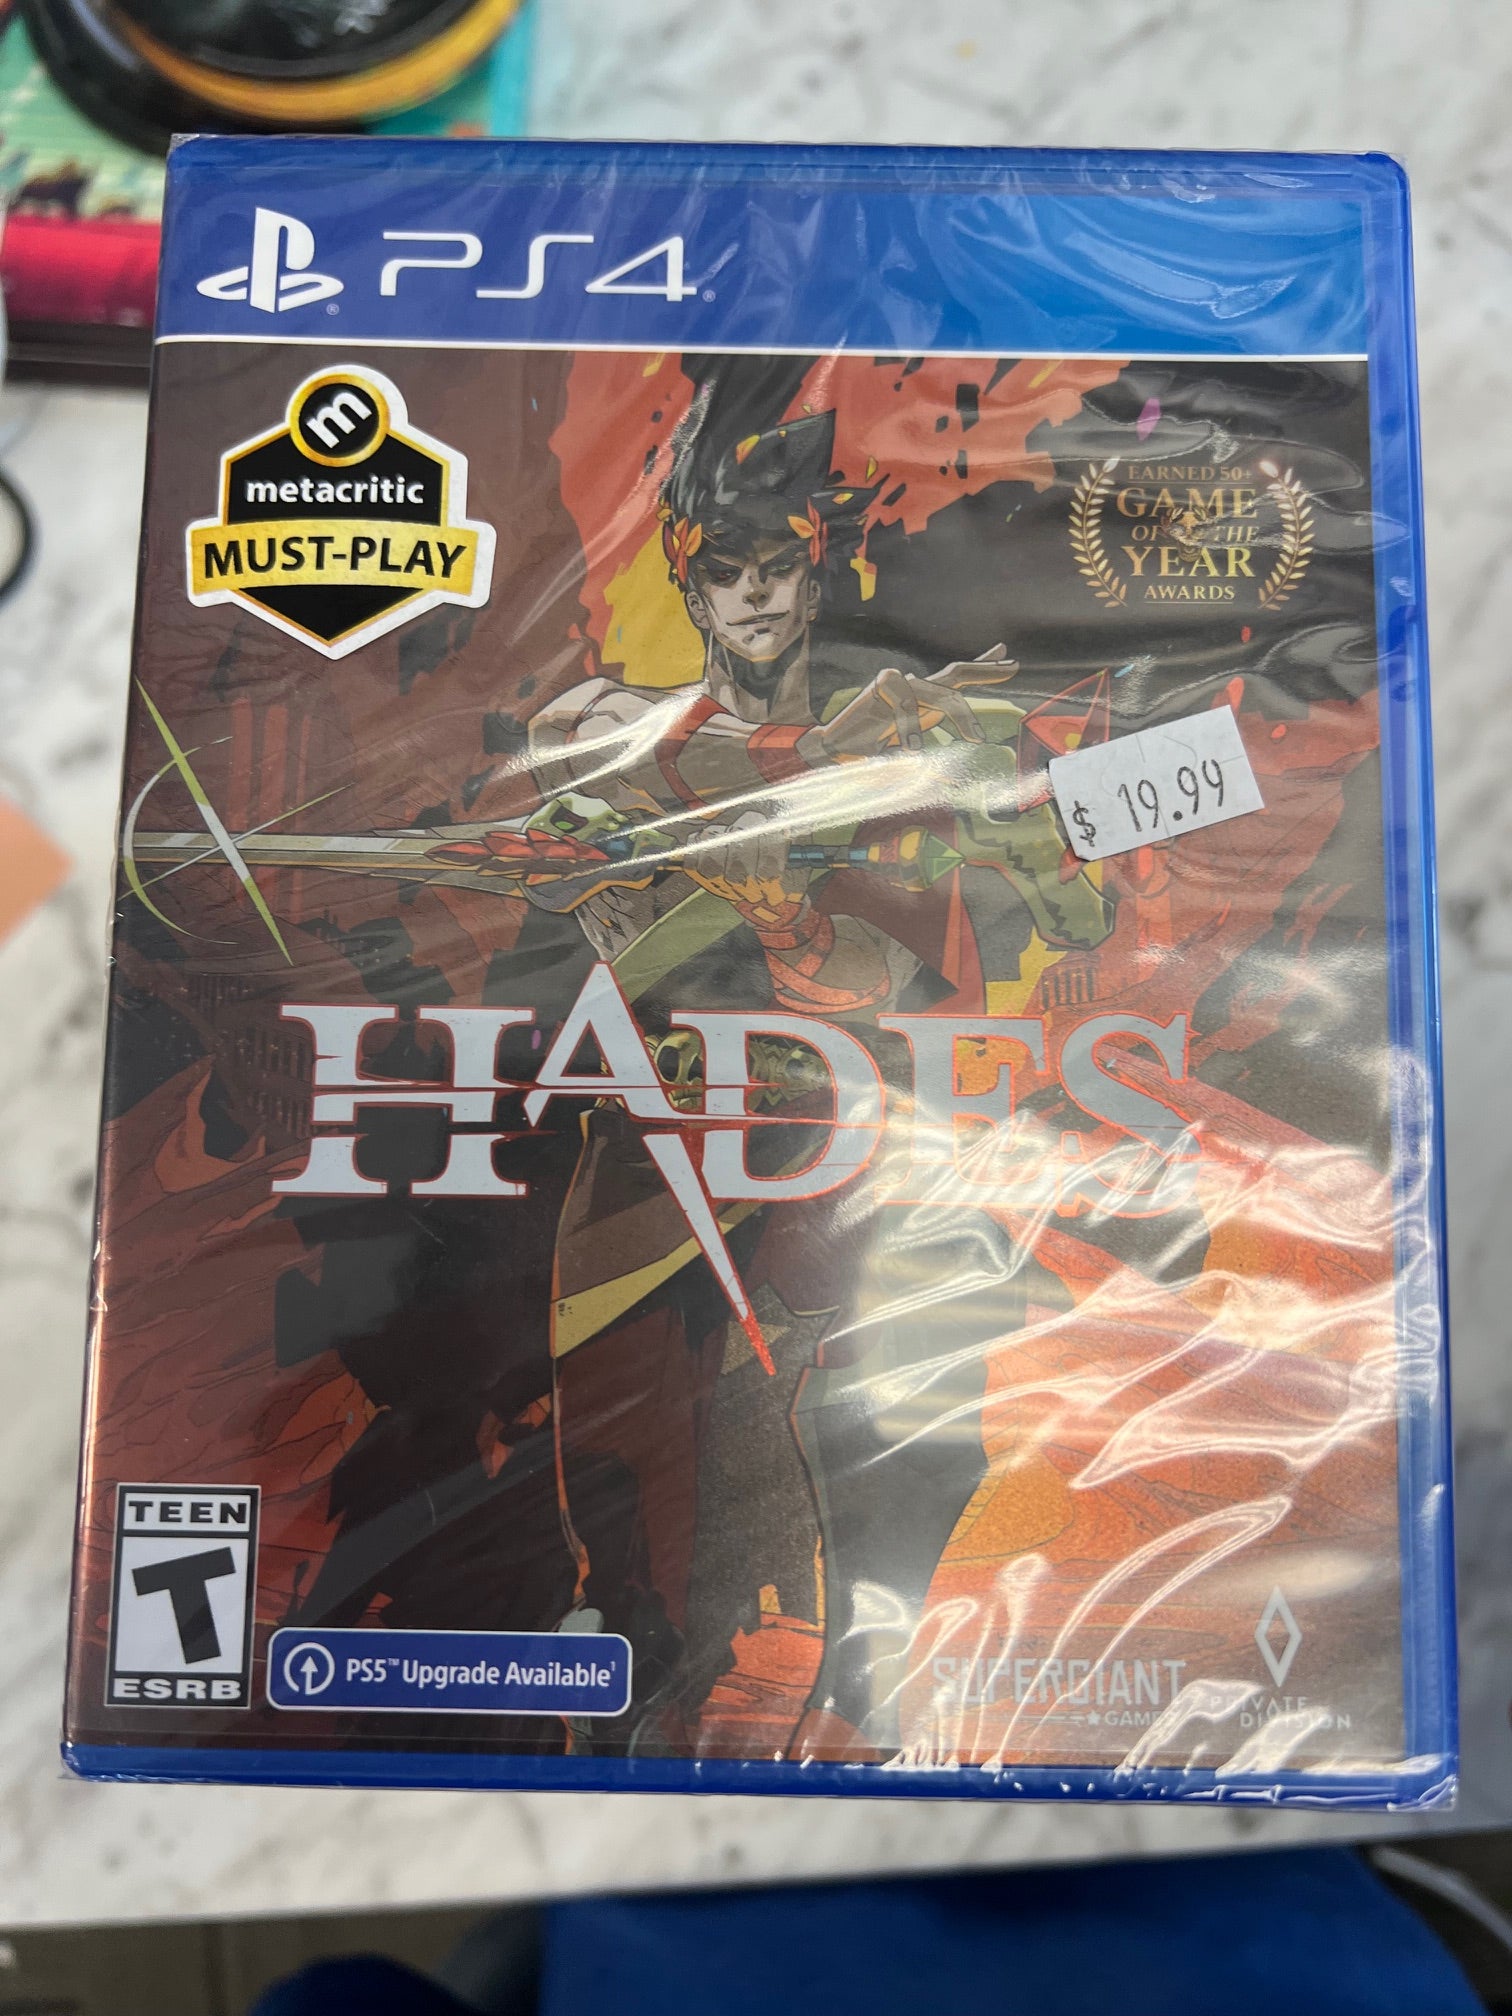 PS4
m
metacritic
MUST-PLAY
EARNED 50+
GAME
OF THE
YEAR
AWARDS
$ 19.99
HADES
TEEN
T
ESRB
PS5™ Upgrade Available¹
SUPERGIANT
GAMES
PRIVATE
DIVISION